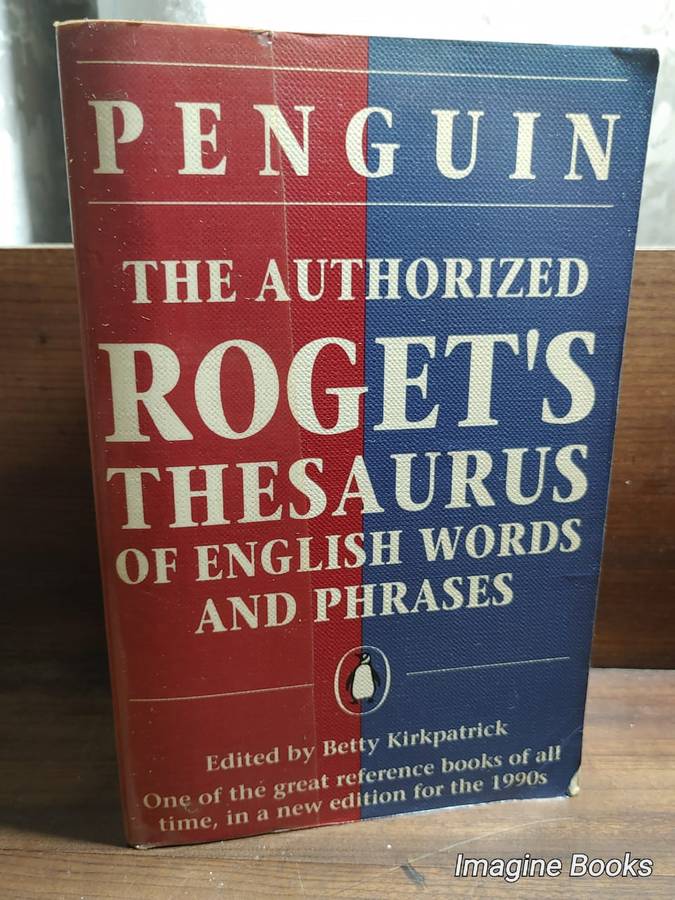 PENGUIN
THE AUTHORIZED
ROGET'S
THESAURUS
OF ENGLISH WORDS
AND PHRASES
Edited by Betty Kirkpatrick
One of the great reference books of all
time, in a new edition for the 1990s
Imagine Books